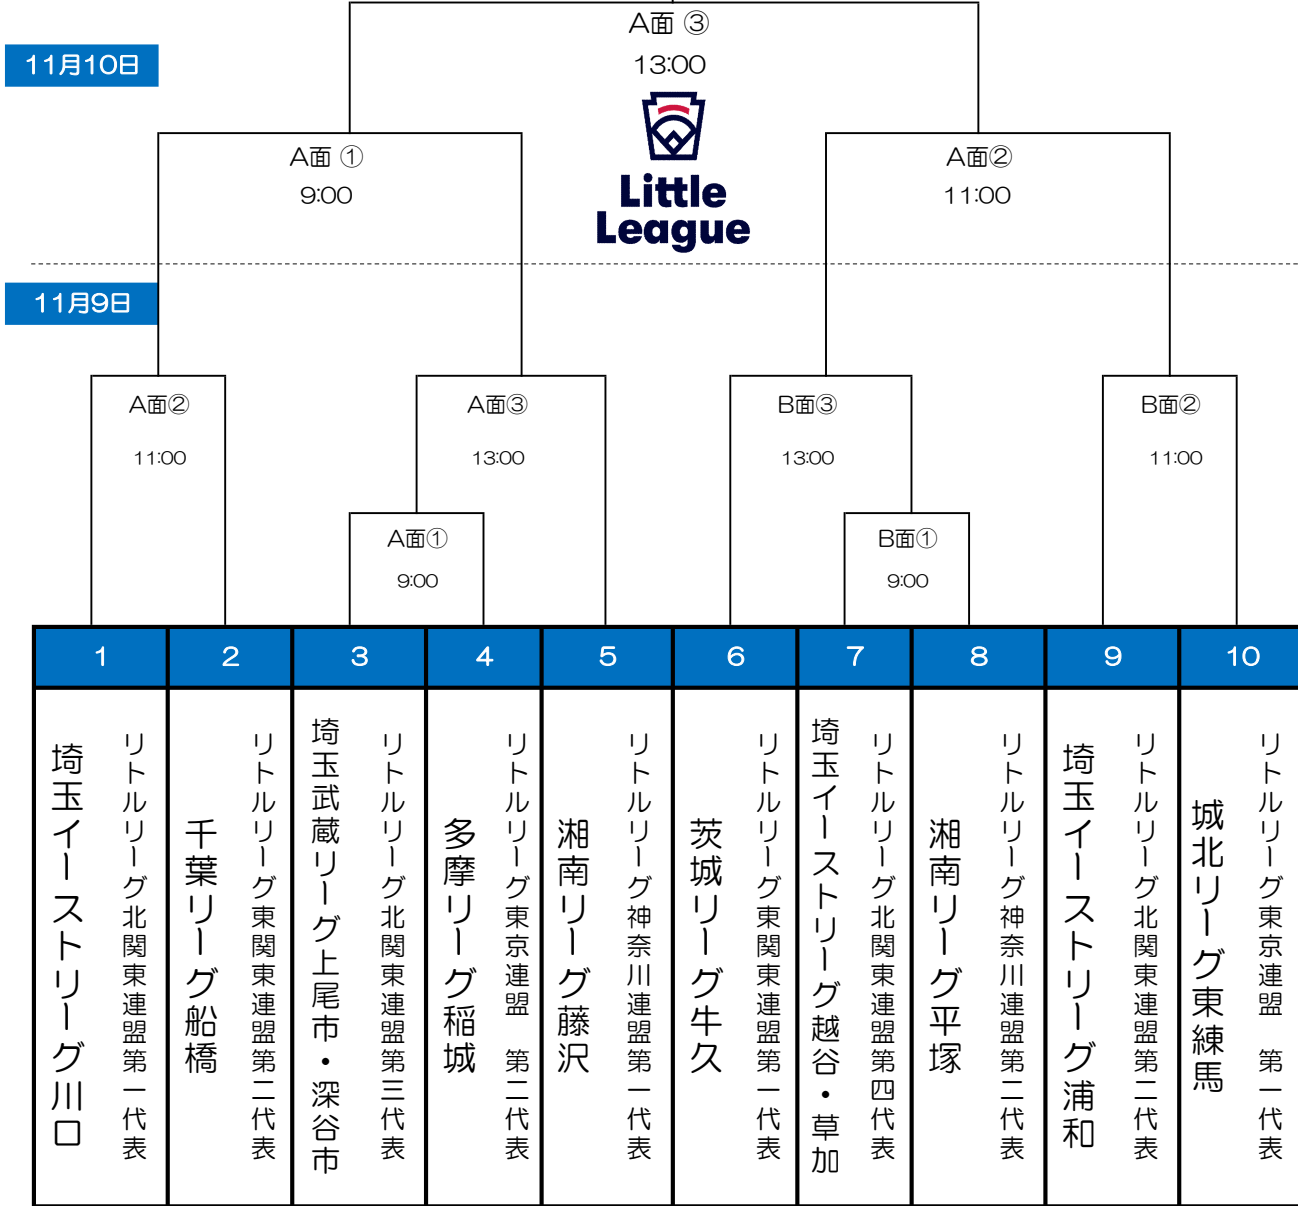 A面 ③
13:00
11月10日
A面 ①
9:00
A面②
11:00
Little
League
11月9日
A面②
11:00
A面③
13:00
B面③
13:00
B面②
11:00
A面①
9:00
B面①
9:00
1
2
3
4
5
6
7
8
9
10
リトルリーグ北関東連盟第一代表
埼玉イーストリーグ川口
リトルリーグ東関東連盟第二代表
千葉リーグ船橋
リトルリーグ北関東連盟第三代表
埼玉武蔵リーグ上尾市・深谷市
リトルリーグ東京連盟　第二代表
多摩リーグ稲城
リトルリーグ神奈川連盟第一代表
湘南リーグ藤沢
リトルリーグ東関東連盟第一代表
茨城リーグ牛久
リトルリーグ北関東連盟第四代表
埼玉イーストリーグ越谷・草加
リトルリーグ神奈川連盟第二代表
湘南リーグ平塚
リトルリーグ北関東連盟第二代表
埼玉イーストリーグ浦和
リトルリーグ東京連盟　第一代表
城北リーグ東練馬